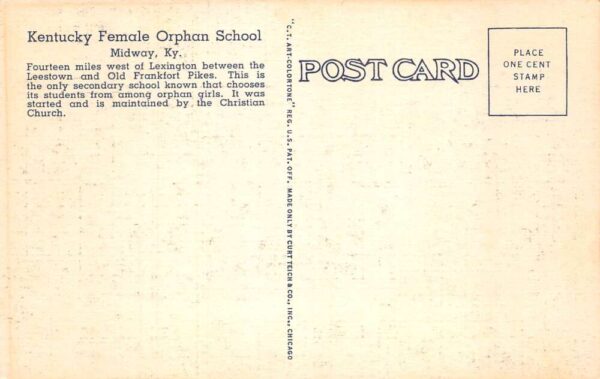 Kentucky Female Orphan School
Midway, Ky.
Fourteen miles west of Lexington between the
Leestown and Old Frankfort Pikes. This is
the only secondary school known that chooses
its students from among orphan girls. It was
started and is maintained by the Christian
Church.
"C.T. ART-COLORTONE" REG. U.S. PAT. OFF. MADE ONLY BY CURT TEICH & CO., INC., CHICAGO
POST CARD
PLACE
ONE CENT
STAMP
HERE